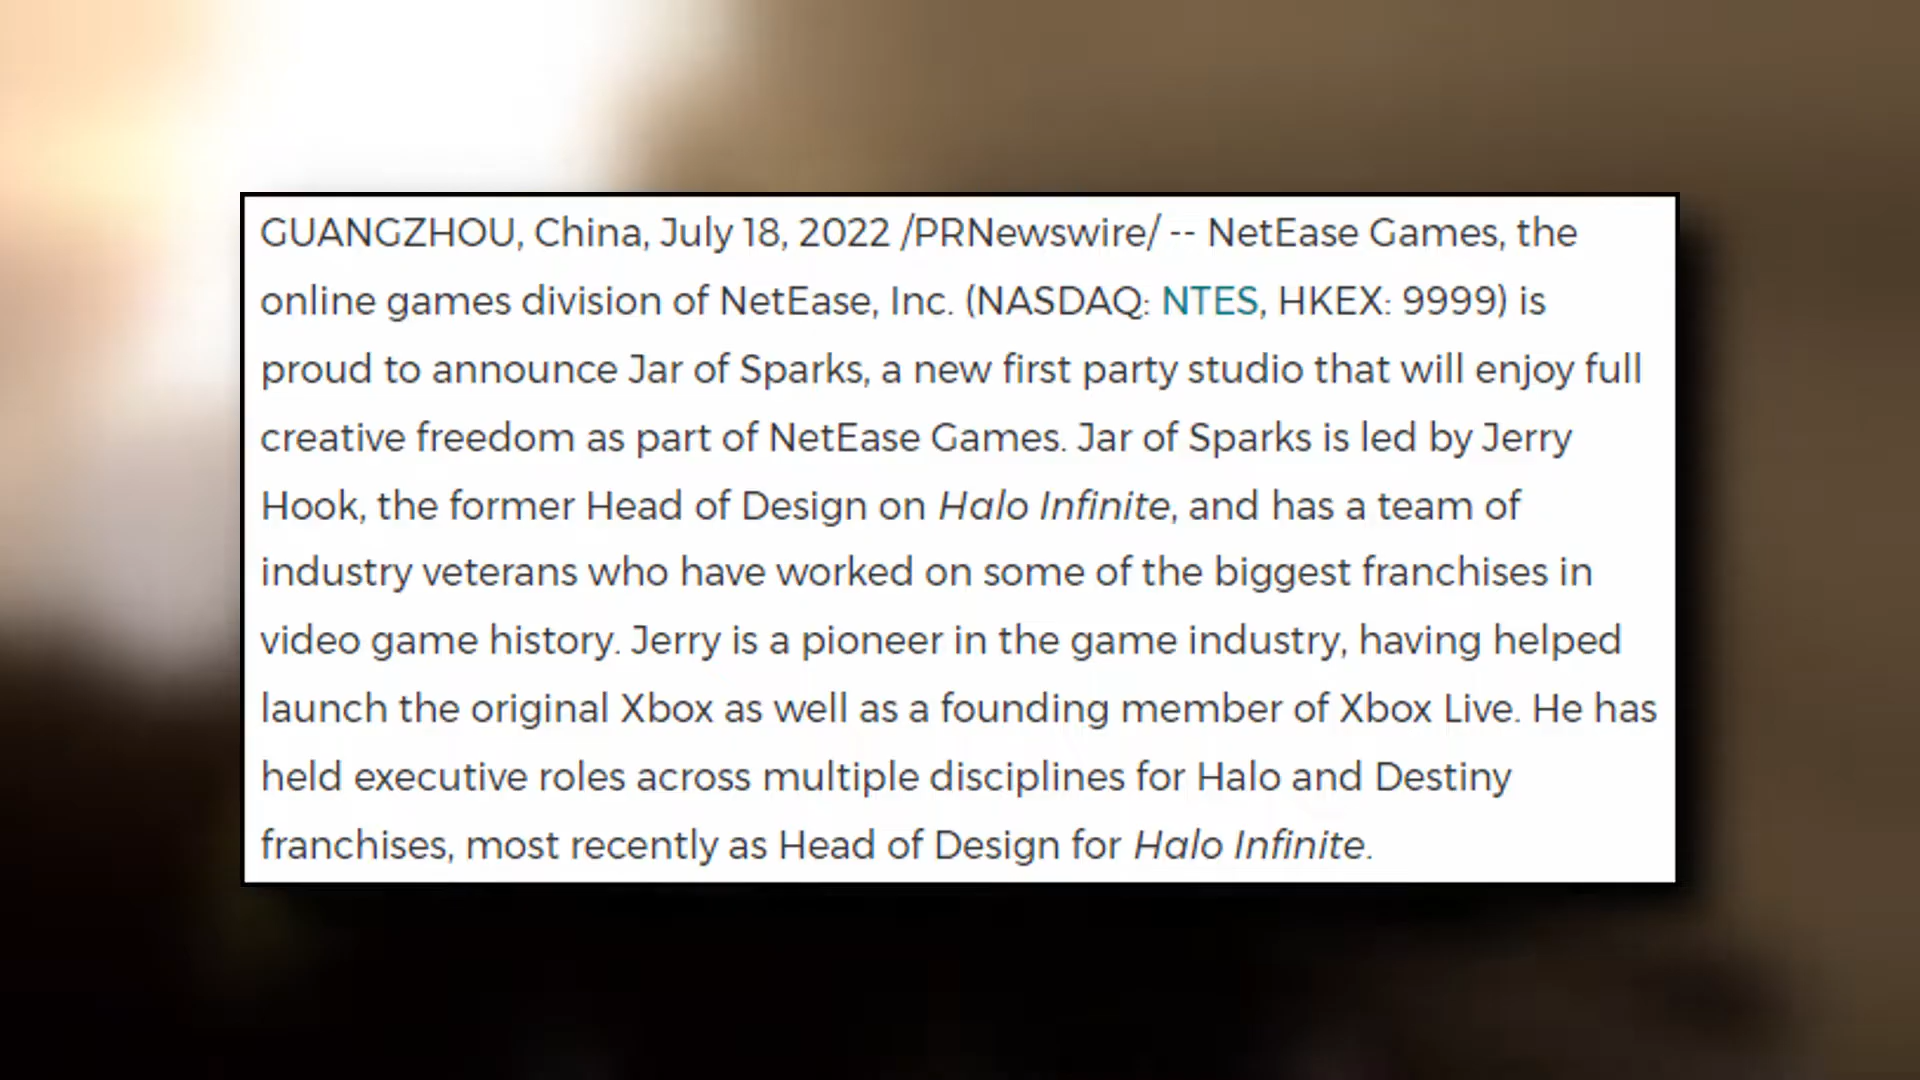 GUANGZHOU, China, July 18, 2022 /PRNewswire/ -- NetEase Games, the
online games division of NetEase, Inc. (NASDAQ: NTES, HKEX: 9999) is
proud to announce Jar of Sparks, a new first party studio that will enjoy full
creative freedom as part of NetEase Games. Jar of Sparks is led by Jerry
Hook, the former Head of Design on Halo Infinite, and has a team of
industry veterans who have worked on some of the biggest franchises in
video game history. Jerry is a pioneer in the game industry, having helped
launch the original Xbox as well as a founding member of Xbox Live. He has
held executive roles across multiple disciplines for Halo and Destiny
franchises, most recently as Head of Design for Halo Infinite.